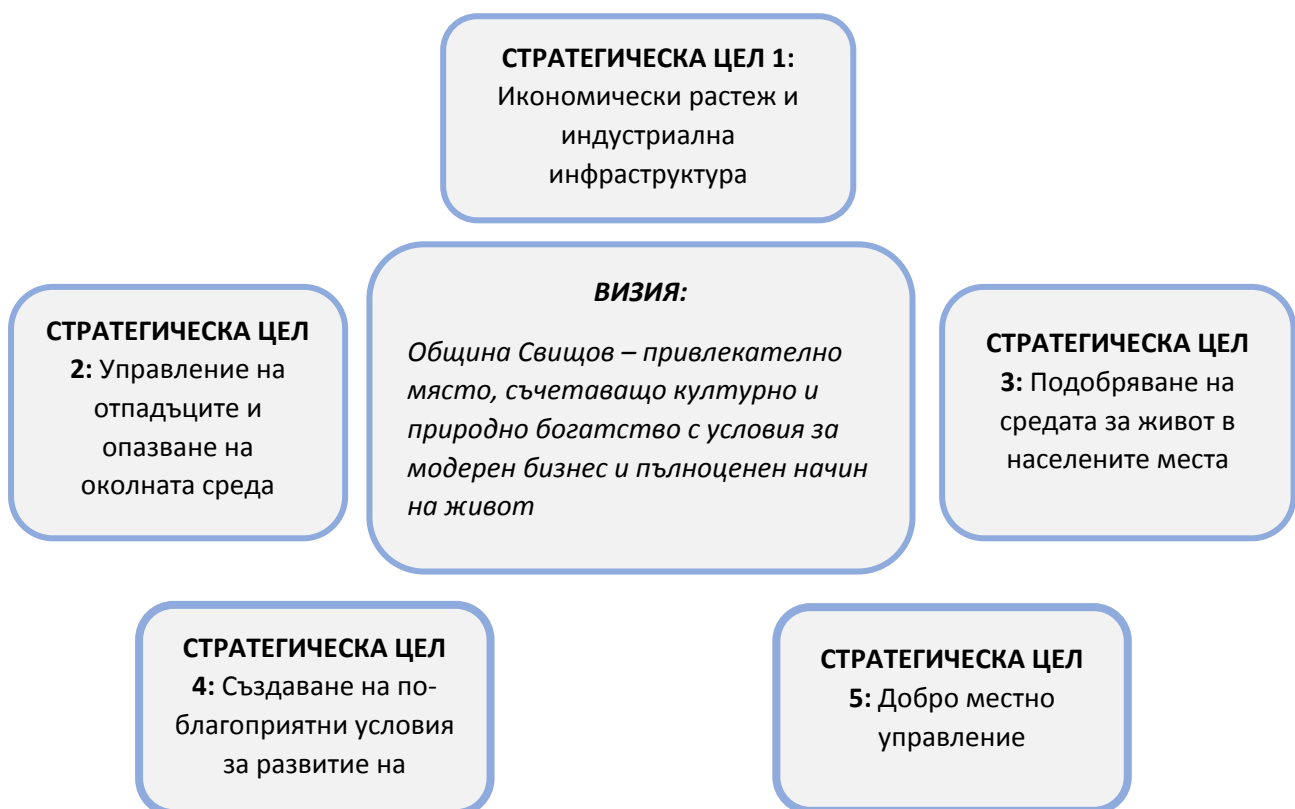 СТРАТЕГИЧЕСКА ЦЕЛ 1:
Икономически растеж и
индустриална
инфраструктура
ВИЗИЯ:
Община Свищов – привлекателно
място, съчетаващо културно и
природно богатство с условия за
модерен бизнес и пълноценен начин
на живот
СТРАТЕГИЧЕСКА ЦЕЛ
2: Управление на
отпадъците и
опазване на
околната среда
СТРАТЕГИЧЕСКА ЦЕЛ
3: Подобряване на
средата за живот в
населените места
СТРАТЕГИЧЕСКА ЦЕЛ
4: Създаване на по-
благоприятни условия
за развитие на
СТРАТЕГИЧЕСКА ЦЕЛ
5: Добро местно
управление